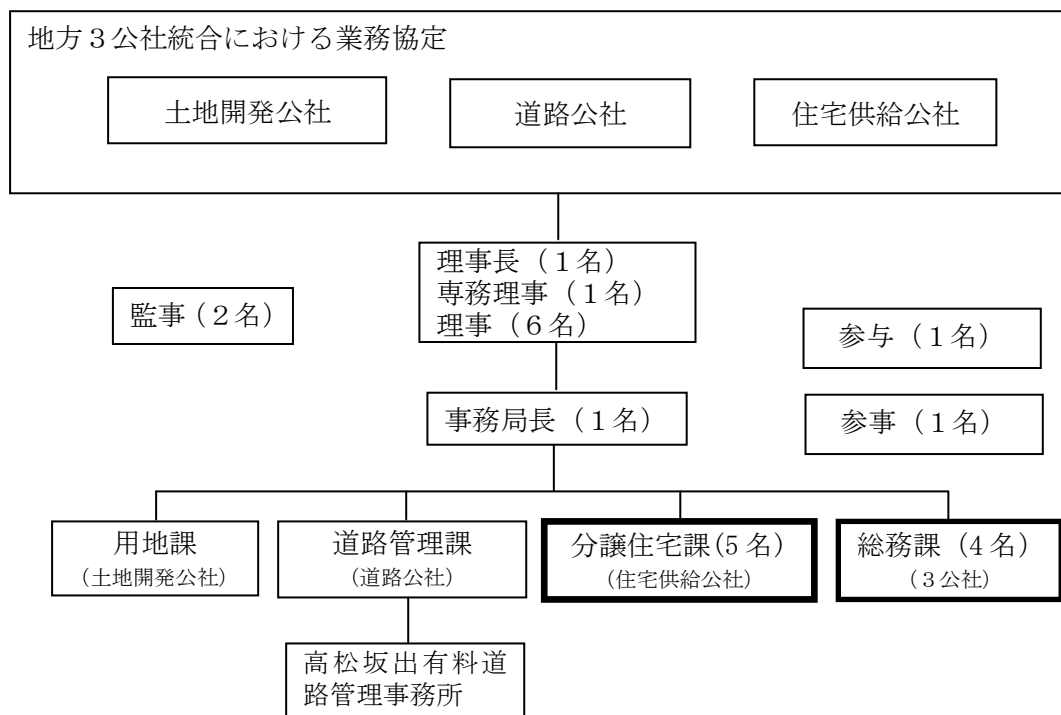 地方３公社統合における業務協定
土地開発公社
道路公社
住宅供給公社
理事長（１名）
専務理事（１名）
理事（６名）
監事（２名）
参与（１名）
事務局長（１名）
参事（１名）
用地課
（土地開発公社）
道路管理課
（道路公社）
分譲住宅課(５名)
（住宅供給公社）
総務課（４名）
（３公社）
高松坂出有料道
路管理事務所